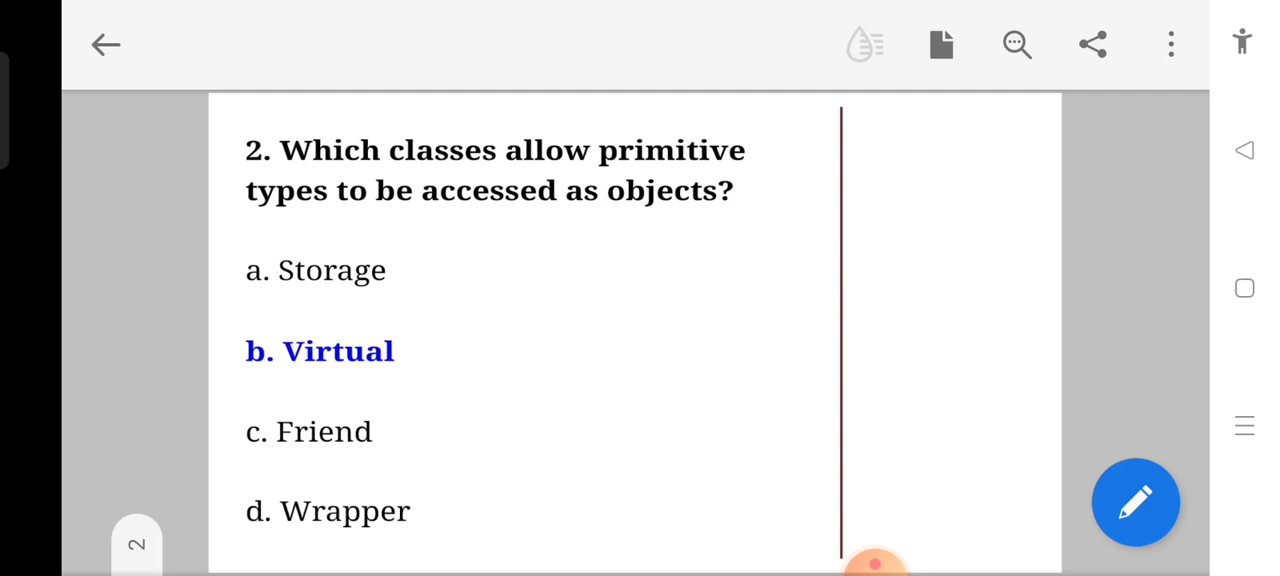 2. Which classes allow primitive
types to be accessed as objects?
a. Storage
b. Virtual
c. Friend
d. Wrapper
2